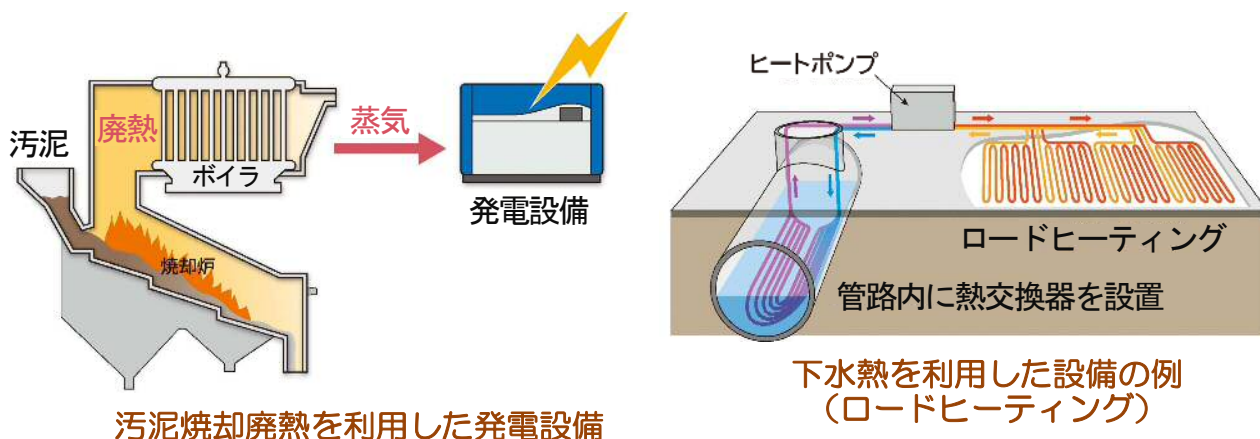 汚泥
廃熱
ボイラ
焼却炉
蒸気
発電設備
汚泥焼却廃熱を利用した発電設備
ヒートポンプ
ロードヒーティング
管路内に熱交換器を設置
下水熱を利用した設備の例
（ロードヒーティング）